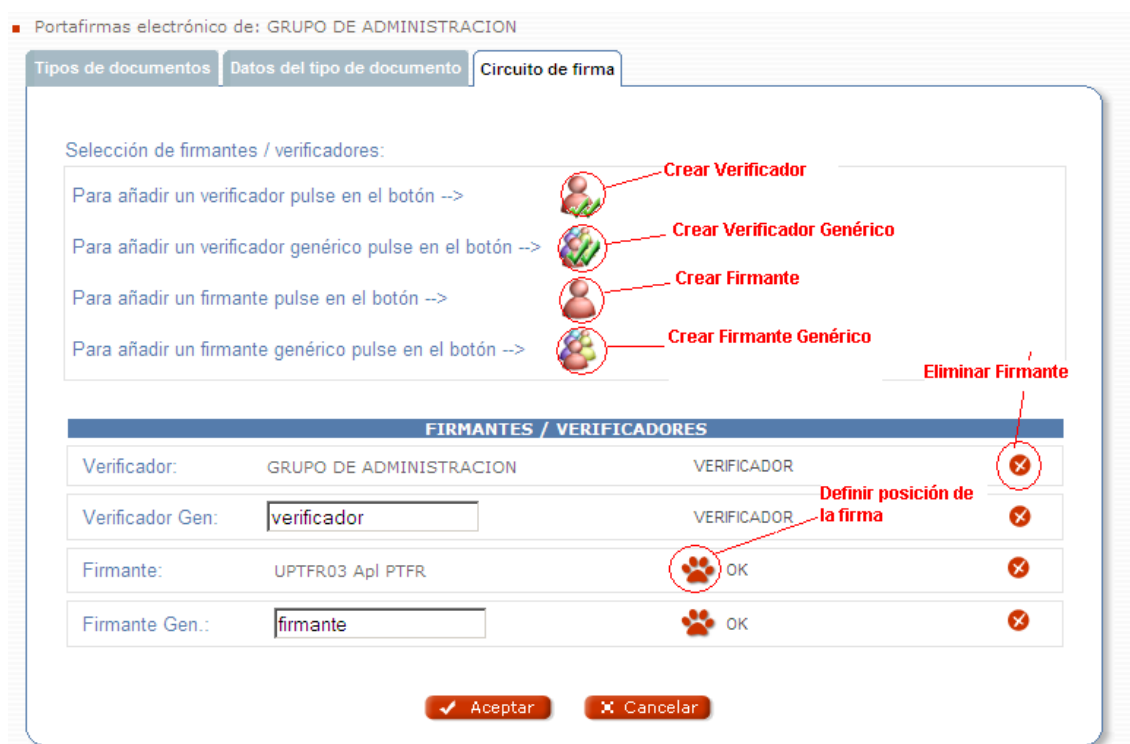 Portafirmas electrónico de: GRUPO DE ADMINISTRACION
Tipos de documentos Datos del tipo de documento Circuito de firma
Selección de firmantes / verificadores:
Crear Verificador
Para añadir un verificador pulse en el botón -->
Crear Verificador Genérico
Para añadir un verificador genérico pulse en el botón -->
Crear Firmante
Para añadir un firmante pulse en el botón -->
Crear Firmante Genérico
Para añadir un firmante genérico pulse en el botón -->
Eliminar Firmante
FIRMANTES / VERIFICADORES
Verificador: GRUPO DE ADMINISTRACION VERIFICADOR
Definir posición de
la firma
Verificador Gen: verificador VERIFICADOR
Firmante: UPTFR03 Apl PTFR OK
Firmante Gen.: firmante OK
Aceptar Cancelar